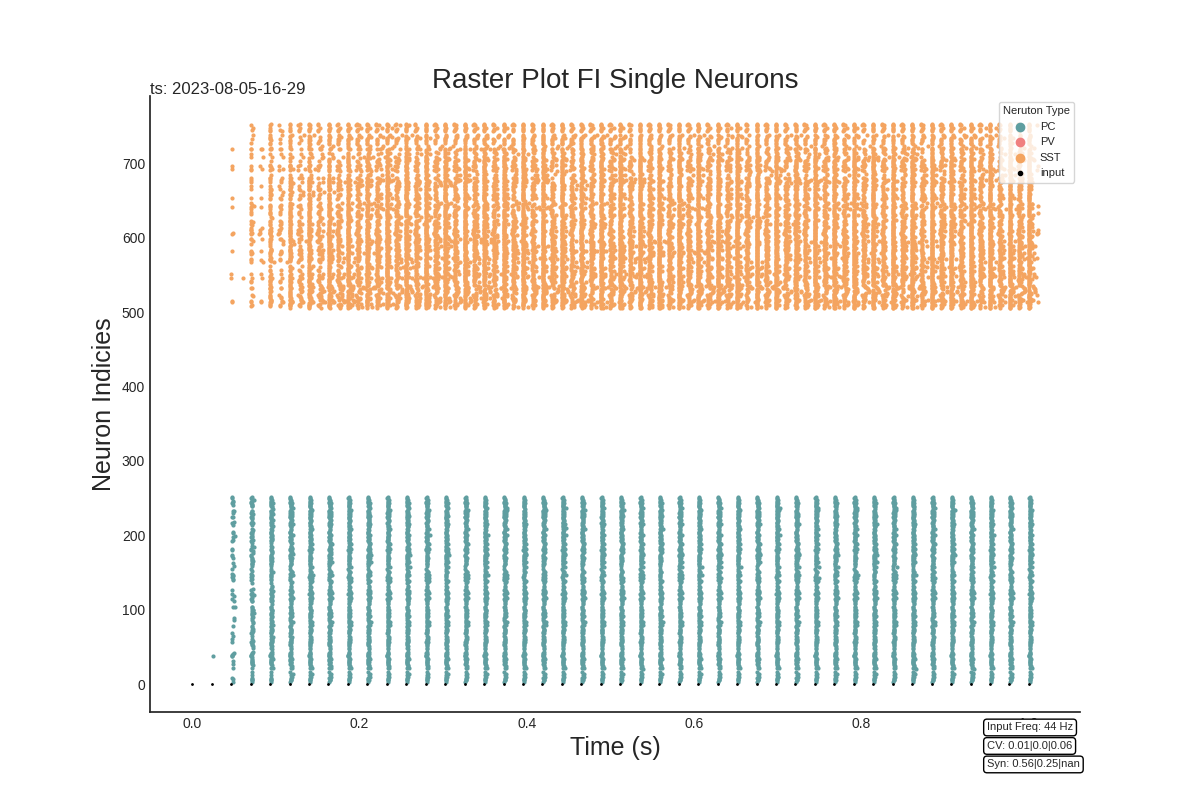 Raster Plot FI Single Neurons
ts: 2023-08-05-16-29
Neruton Type
PC
PV
SST
input
Neuron Indicies
700
600
500
400
300
200
100
0
0.0 0.2 0.4 0.6 0.8
Time (s)
Input Freq: 44 Hz
CV: 0.01|0.0|0.06
Syn: 0.56|0.25|nan